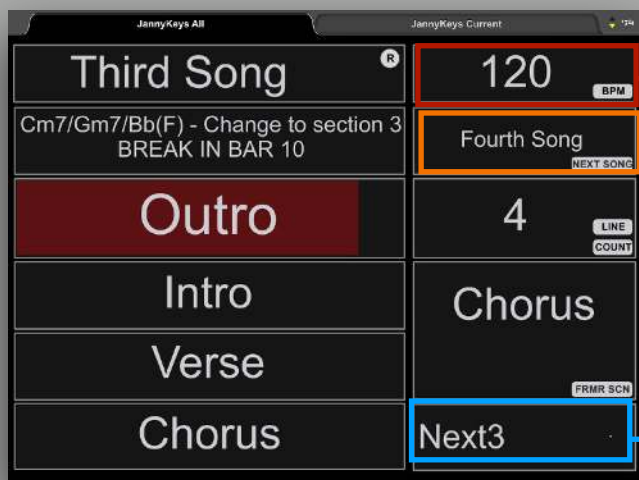 JannyKeys All
JannyKeys Current
Third Song
R
120
BPM
Cm7/Gm7/Bb(F) - Change to section 3
BREAK IN BAR 10
Fourth Song
NEXT SONG
Outro
4
LINE
COUNT
Intro
Chorus
FRMR SCN
Verse
Chorus
Next3